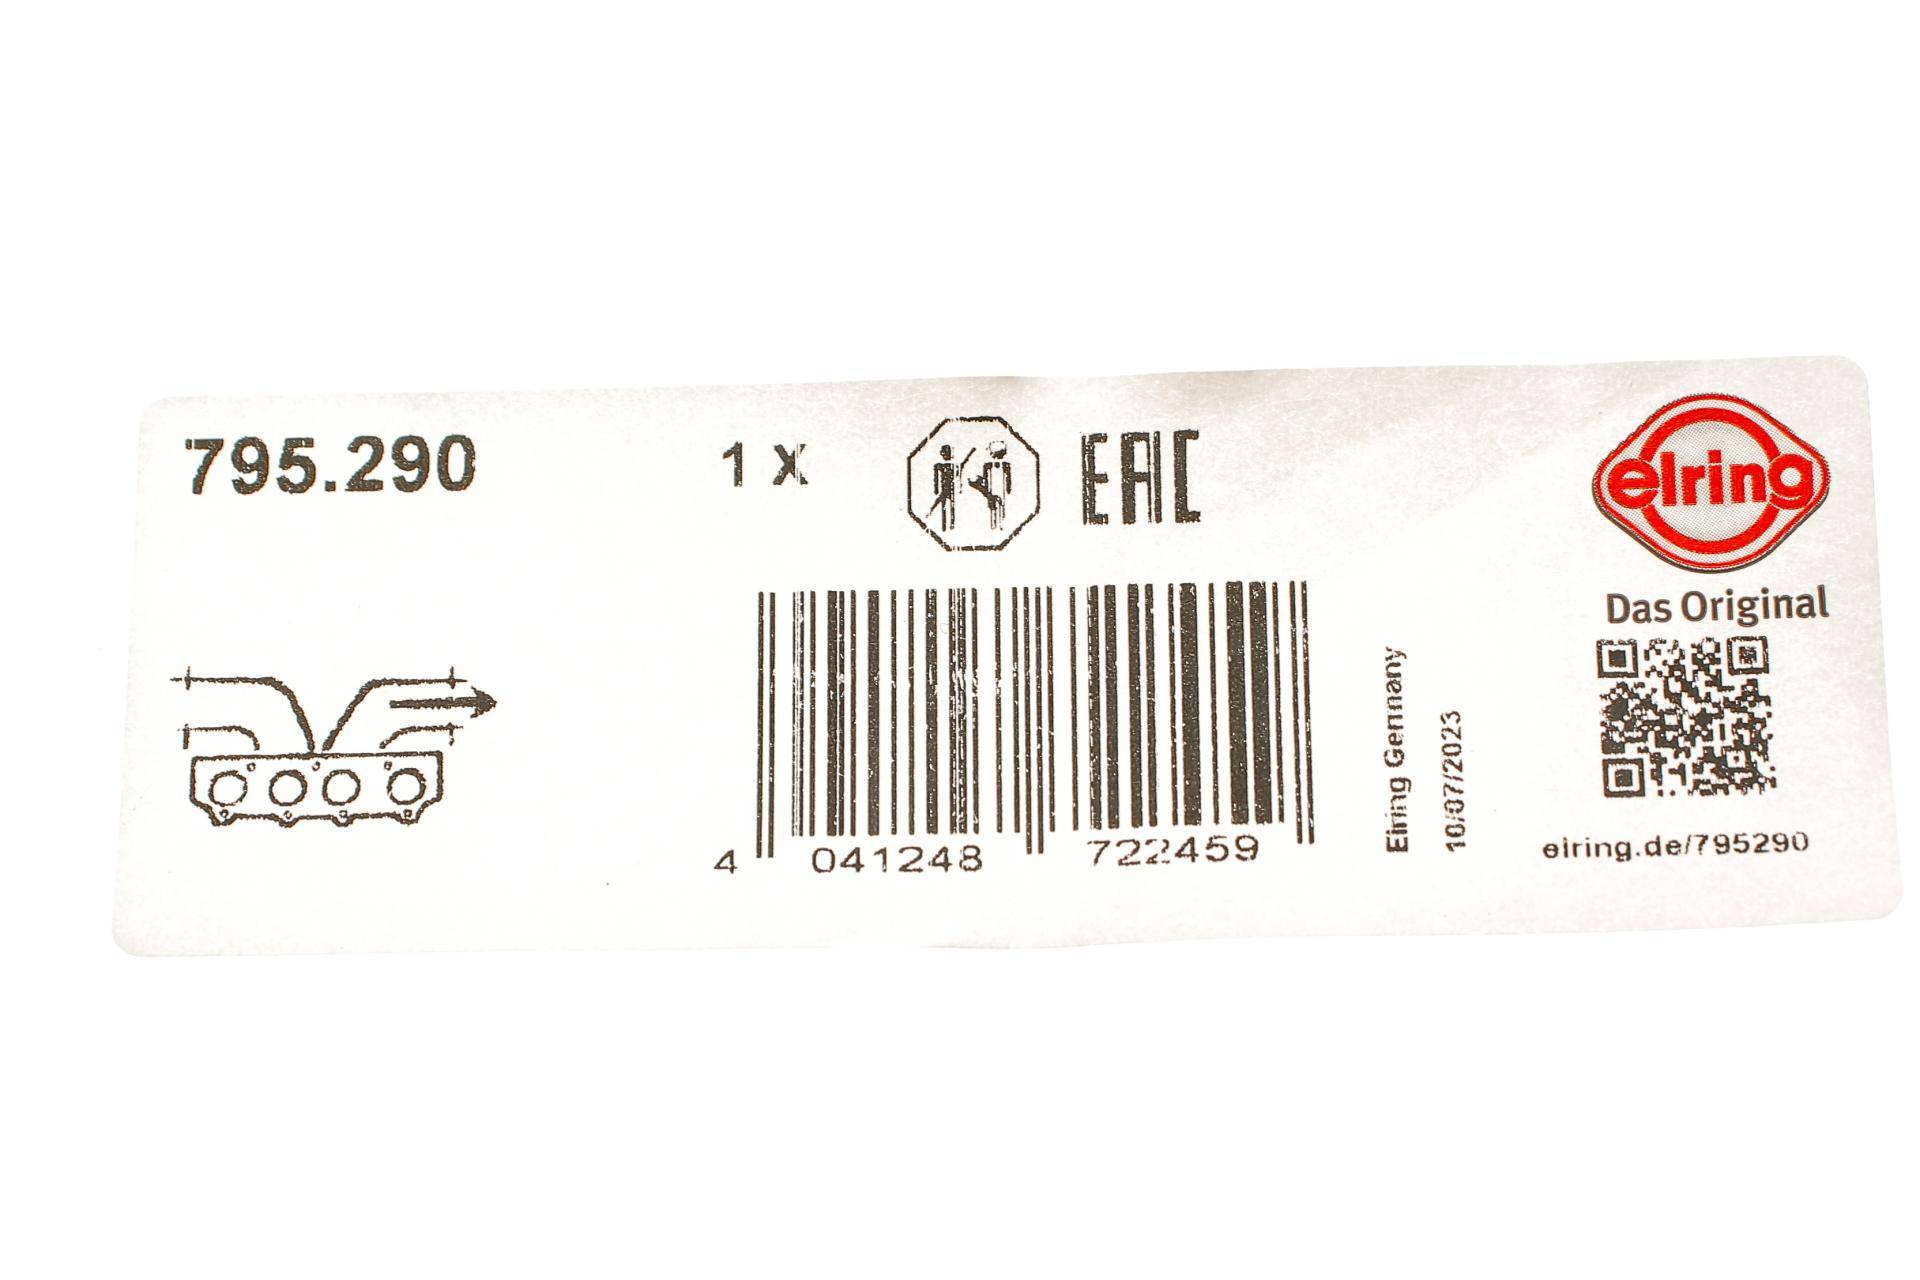 795.290
1 X
EAC
elring
Das Original
4 041248 722459
Elring Germany
10/07/2023
elring.de/795290